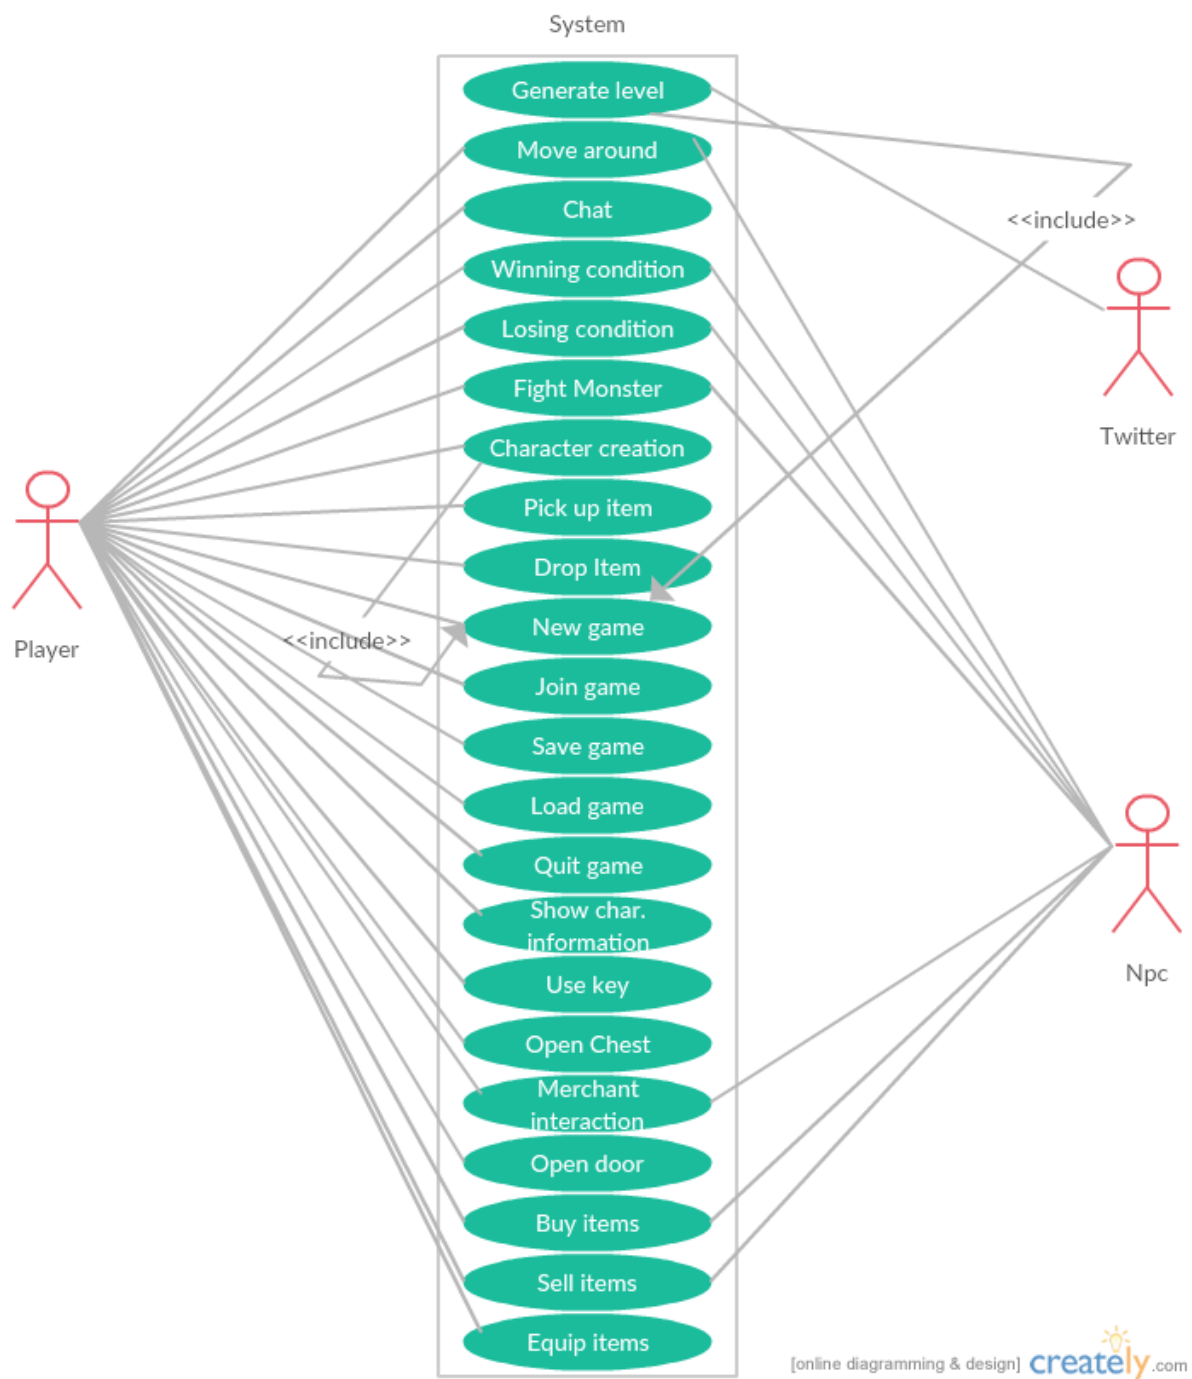 System
Generate level
Move around
Chat
<<include>>
Winning condition
Losing condition
Fight Monster
Twitter
Character creation
Pick up item
Drop Item
New game
<<include>>
Player
Join game
Save game
Load game
Quit game
Show char.
information
Npc
Use key
Open Chest
Merchant
interaction
Open door
Buy items
Sell items
Equip items
[online diagramming & design] creately.com